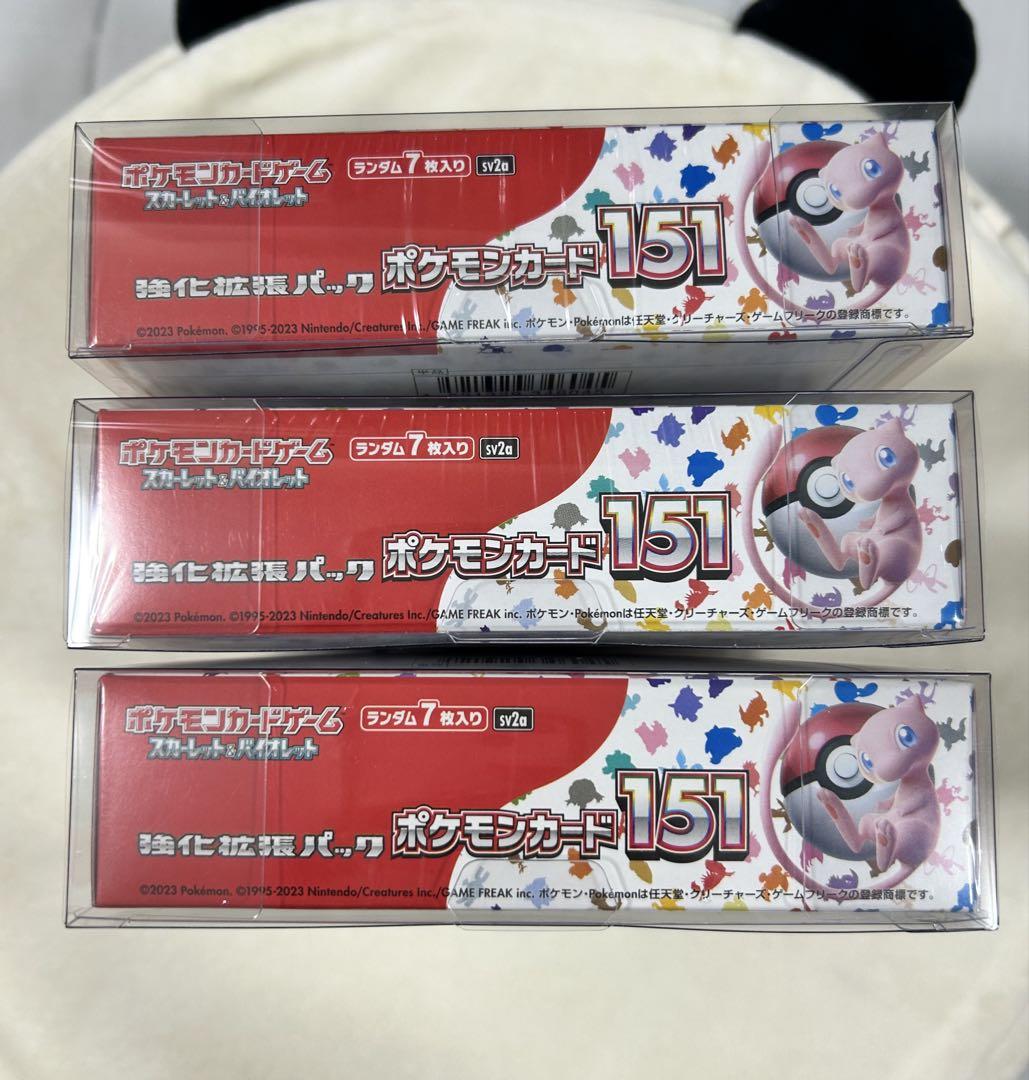 ポケモンカードゲーム ランダム7枚入り sv2a
スカーレット&バイオレット
ポケモンカード151
強化拡張パック
©2023 Pokémon. ©1995-2023 Nintendo/Creatures Inc./GAME FREAK inc. ポケモン・Pokémonは任天堂・クリーチャーズ・ゲームフリークの登録商標です。
ポケモンカードゲーム ランダム7枚入り sv2a
スカーレット&バイオレット
ポケモンカード151
強化拡張パック
©2023 Pokémon. ©1995-2023 Nintendo/Creatures Inc./GAME FREAK inc. ポケモン・Pokémonは任天堂・クリーチャーズ・ゲームフリークの登録商標です。
ポケモンカードゲーム ランダム7枚入り sv2a
スカーレット&バイオレット
ポケモンカード151
強化拡張パック
©2023 Pokémon. ©1995-2023 Nintendo/Creatures Inc./GAME FREAK inc. ポケモン・Pokémonは任天堂・クリーチャーズ・ゲームフリークの登録商標です。